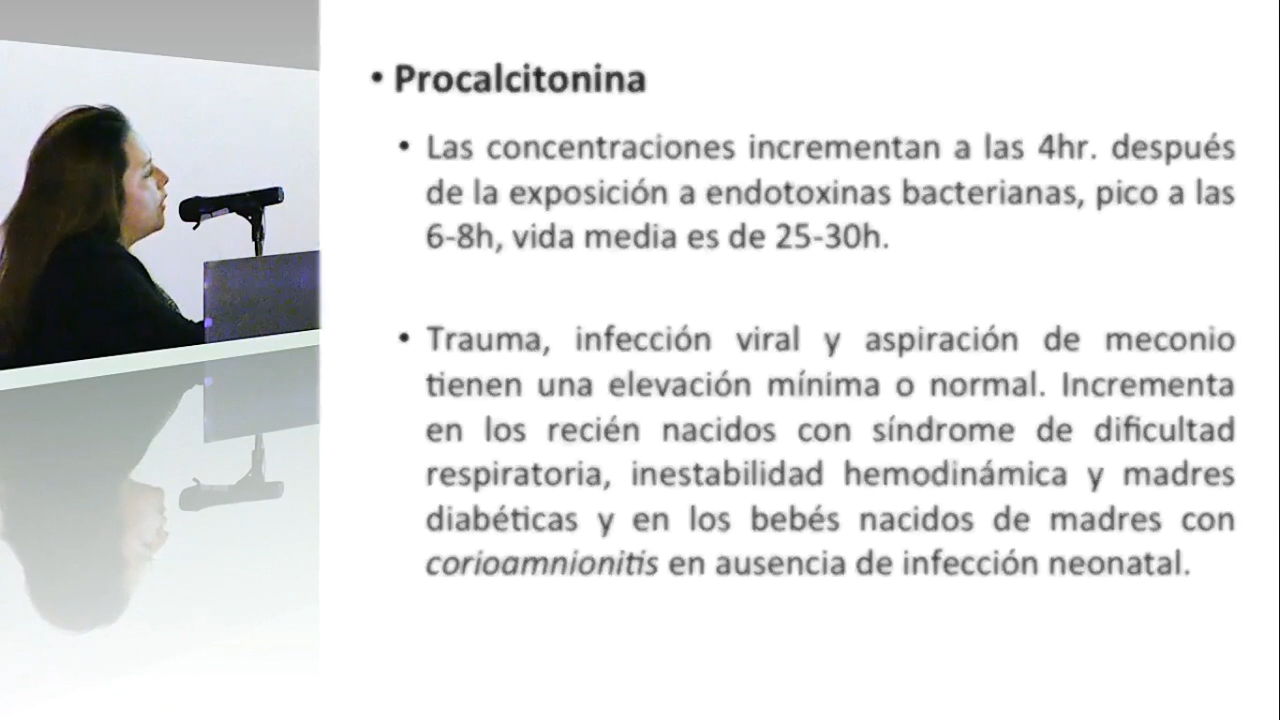 • Procalcitonina
• Las concentraciones incrementan a las 4hr. después
de la exposición a endotoxinas bacterianas, pico a las
6-8h, vida media es de 25-30h.
• Trauma, infección viral y aspiración de meconio
tienen una elevación mínima o normal. Incrementa
en los recién nacidos con síndrome de dificultad
respiratoria, inestabilidad hemodinámica y madres
diabéticas y en los bebés nacidos de madres con
corioamnionitis en ausencia de infección neonatal.